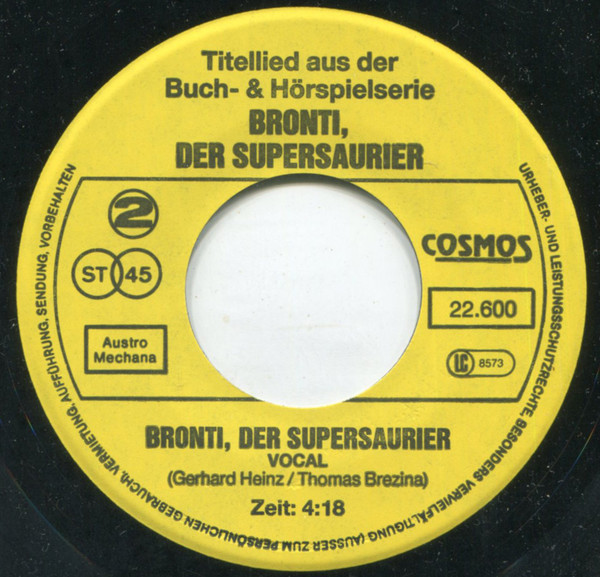 Titellied aus der
Buch- & Hörspielserie
BRONTI,
DER SUPERSAURIER
2
ST 45
Austro
Mechana
COSMOS
22.600
LC 8573
BRONTI, DER SUPERSAURIER
VOCAL
(Gerhard Heinz / Thomas Brezina)
Zeit: 4:18
URHEBER- UND LEISTUNGSSCHUTZRECHTE, BESONDERS VERVIELFÄLTIGUNG (AUSSER ZUM PERSÖNLICHEN GEBRAUCH), VERMIETUNG, AUFFÜHRUNG, SENDUNG, VORBEHALTEN